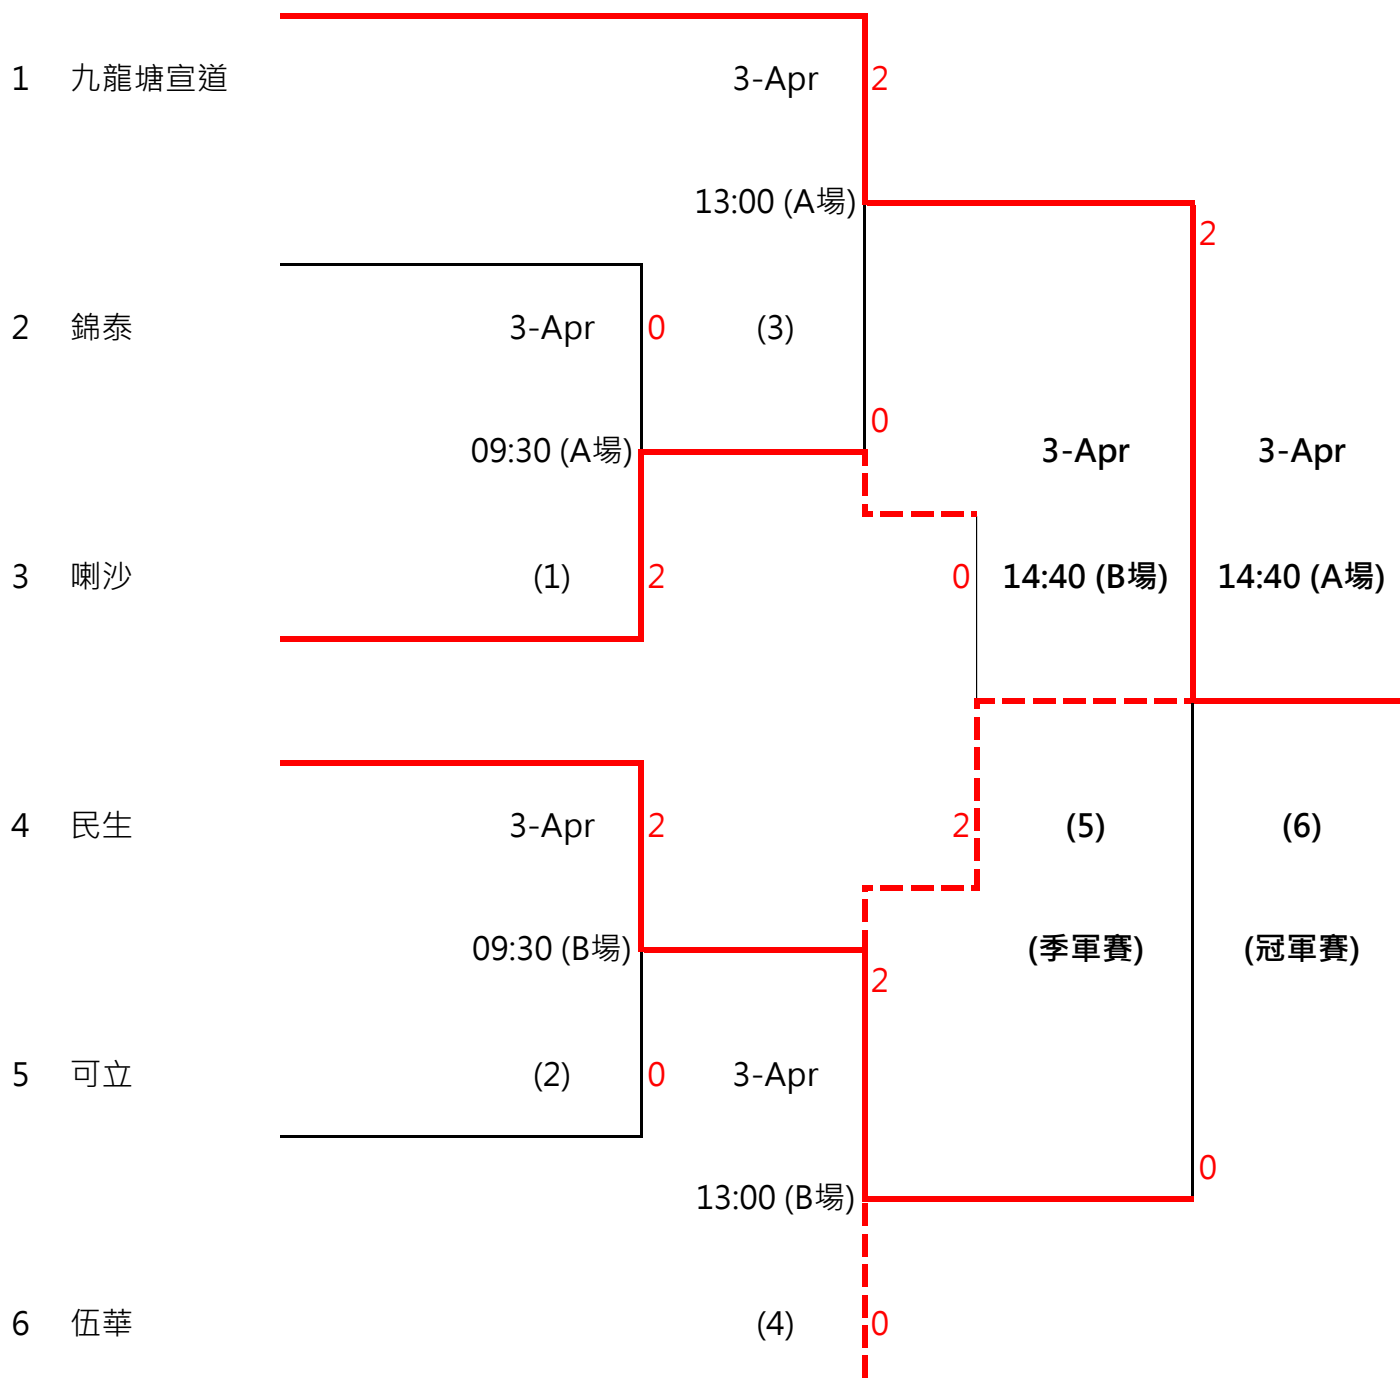 1 九龍塘宣道 3-Apr 2
13:00 (A場)
2
2 錦泰 3-Apr 0 (3)
0
09:30 (A場) 3-Apr 3-Apr
3 喇沙 (1) 2 0 14:40 (B場) 14:40 (A場)
4 民生 3-Apr 2 2 (5) (6)
09:30 (B場) (季軍賽) (冠軍賽)
2
5 可立 (2) 0 3-Apr
0
13:00 (B場)
6 伍華 (4) 0